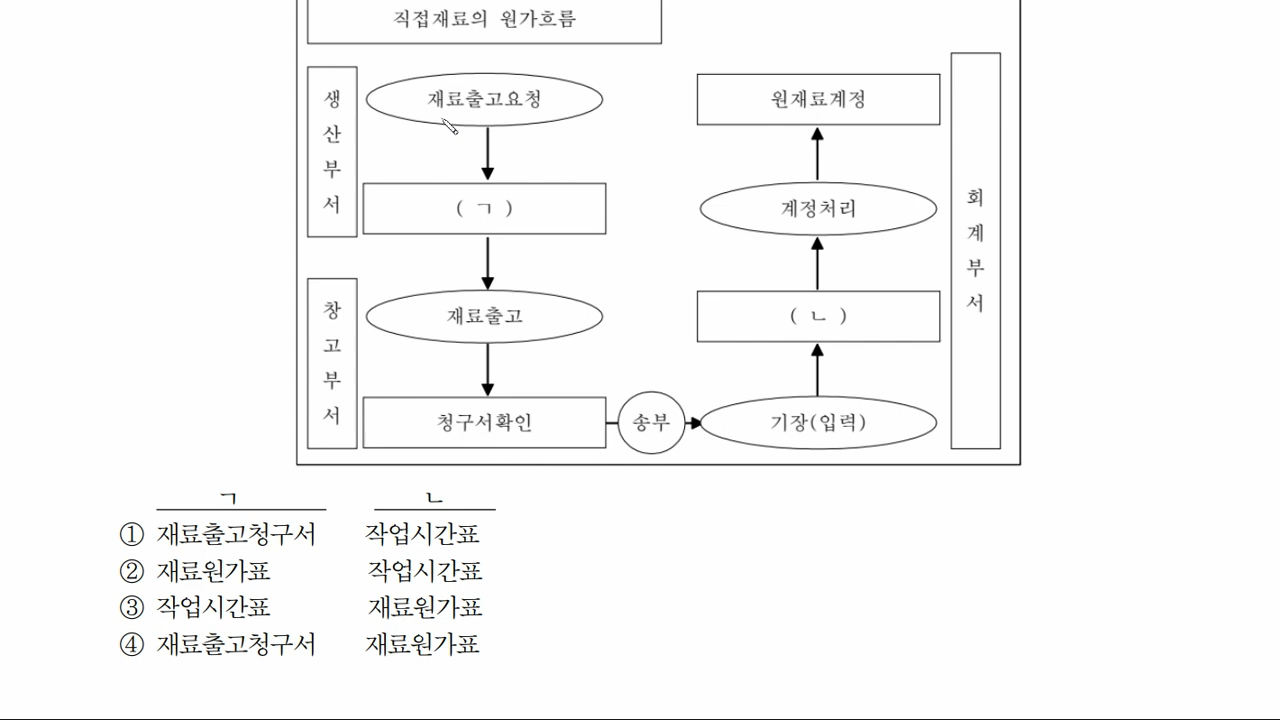 직접재료의 원가흐름
생산부서
재료출고요청
( ㄱ )
창고부서
재료출고
청구서확인
송부
원재료계정
계정처리
( ㄴ )
기장(입력)
회계부서
ㄱ ㄴ
① 재료출고청구서 작업시간표
② 재료원가표 작업시간표
③ 작업시간표 재료원가표
④ 재료출고청구서 재료원가표